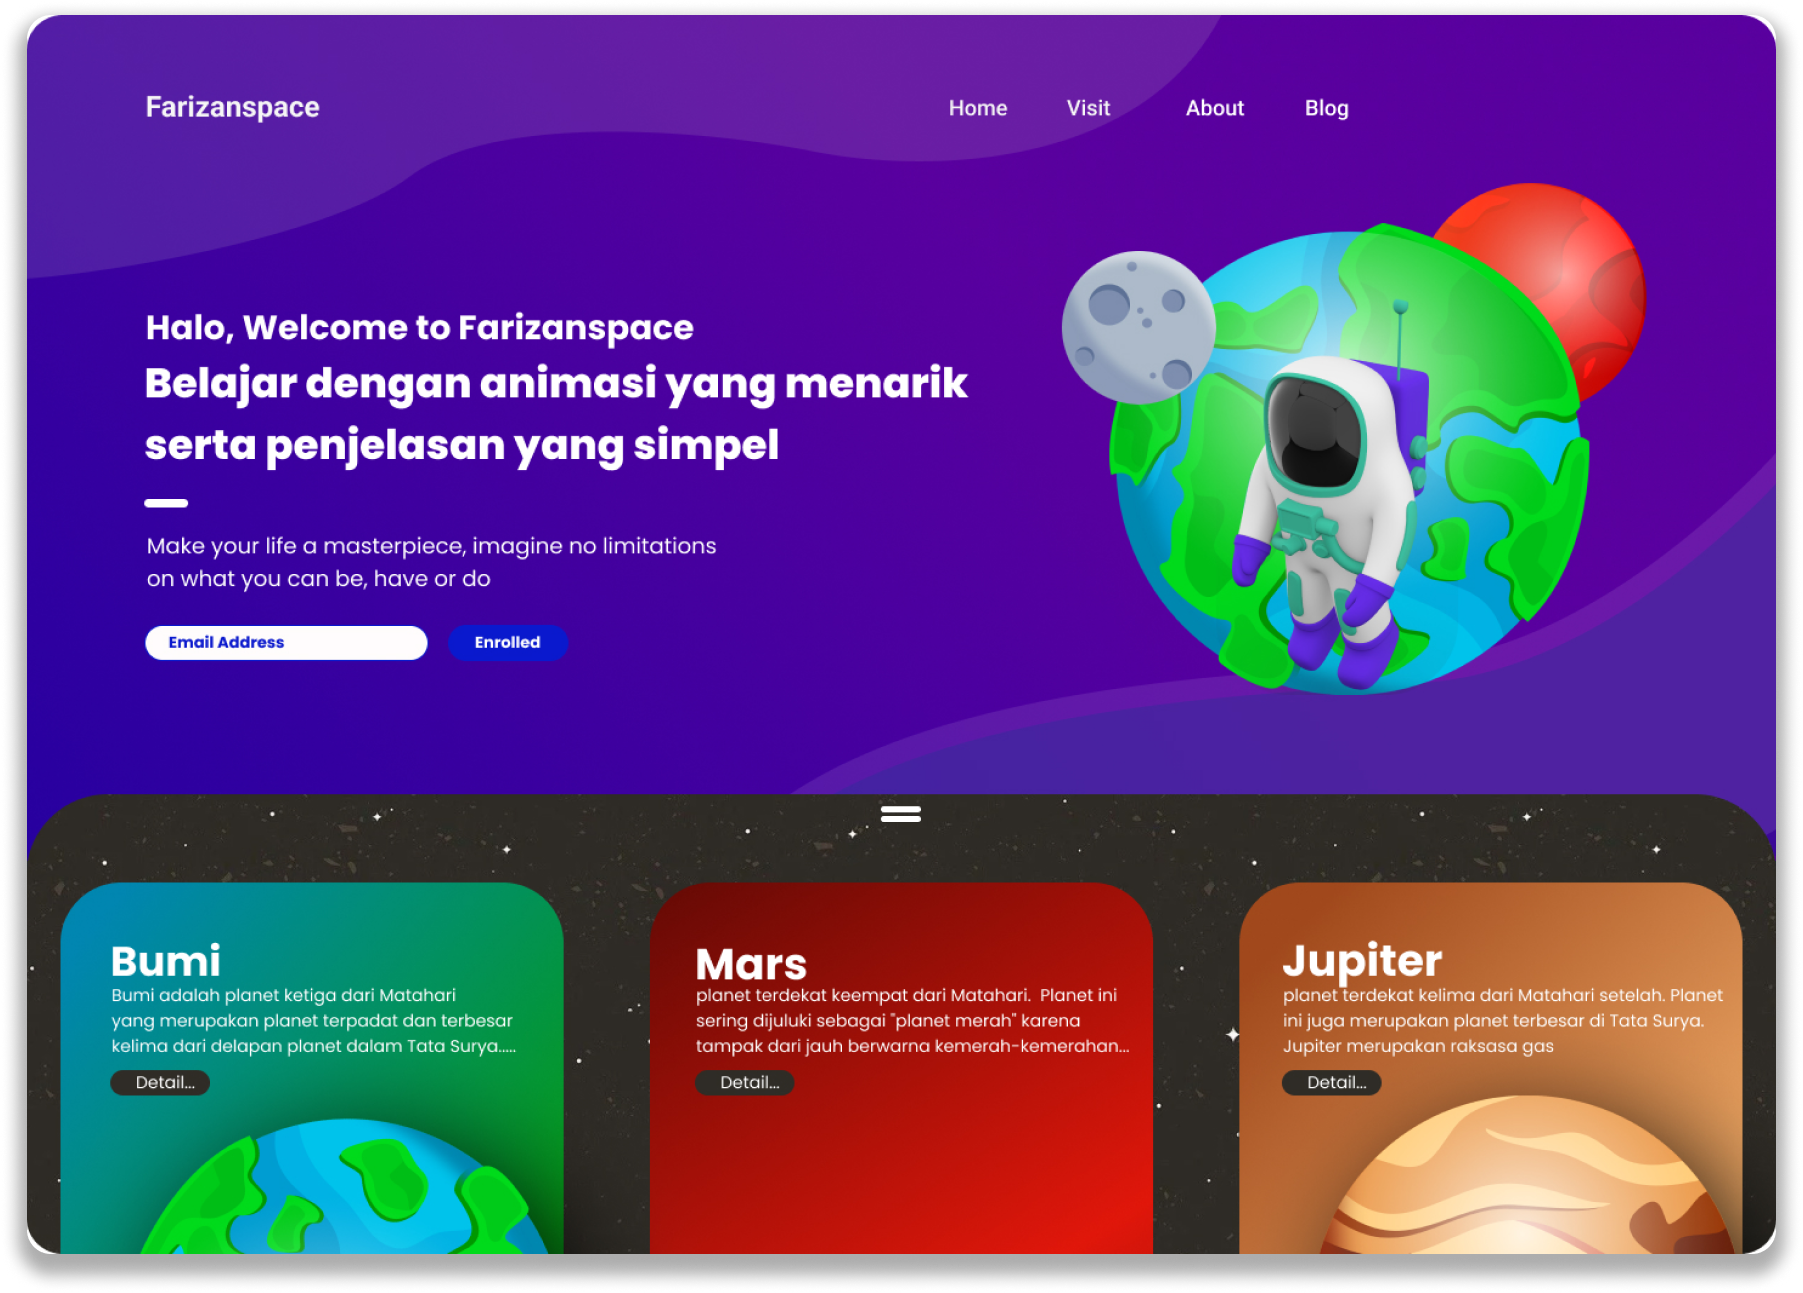 Farizanspace
Home Visit About Blog
Halo, Welcome to Farizanspace
Belajar dengan animasi yang menarik
serta penjelasan yang simpel
Make your life a masterpiece, imagine no limitations
on what you can be, have or do
Email Address
Enrolled
Bumi
Bumi adalah planet ketiga dari Matahari
yang merupakan planet terpadat dan terbesar
kelima dari delapan planet dalam Tata Surya.....
Detail...
Mars
planet terdekat keempat dari Matahari.  Planet ini
sering dijuluki sebagai "planet merah" karena
tampak dari jauh berwarna kemerah-kemerahan...
Detail...
Jupiter
planet terdekat kelima dari Matahari setelah. Planet
ini juga merupakan planet terbesar di Tata Surya.
Jupiter merupakan raksasa gas
Detail...